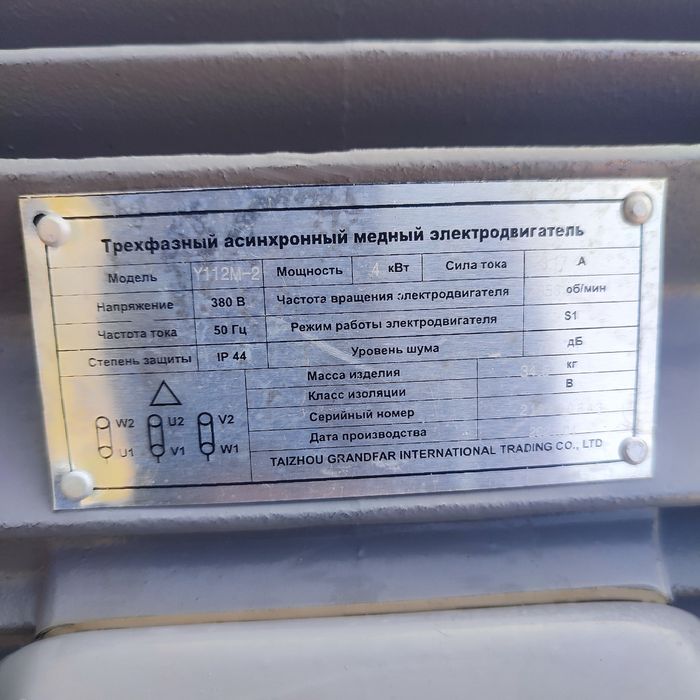 Трехфазный асинхронный медный электродвигатель
Модель Y112M-2 Мощность 4 кВт Сила тока А
Напряжение 380 В Частота вращения электродвигателя об/мин
Частота тока 50 Гц Режим работы электродвигателя S1
Степень защиты IP 44 Уровень шума дБ
Масса изделия 34 кг
Класс изоляции В
Серийный номер
Дата производства
W2 U2 V2
U1 V1 W1
TAIZHOU GRANDFAR INTERNATIONAL TRADING CO., LTD